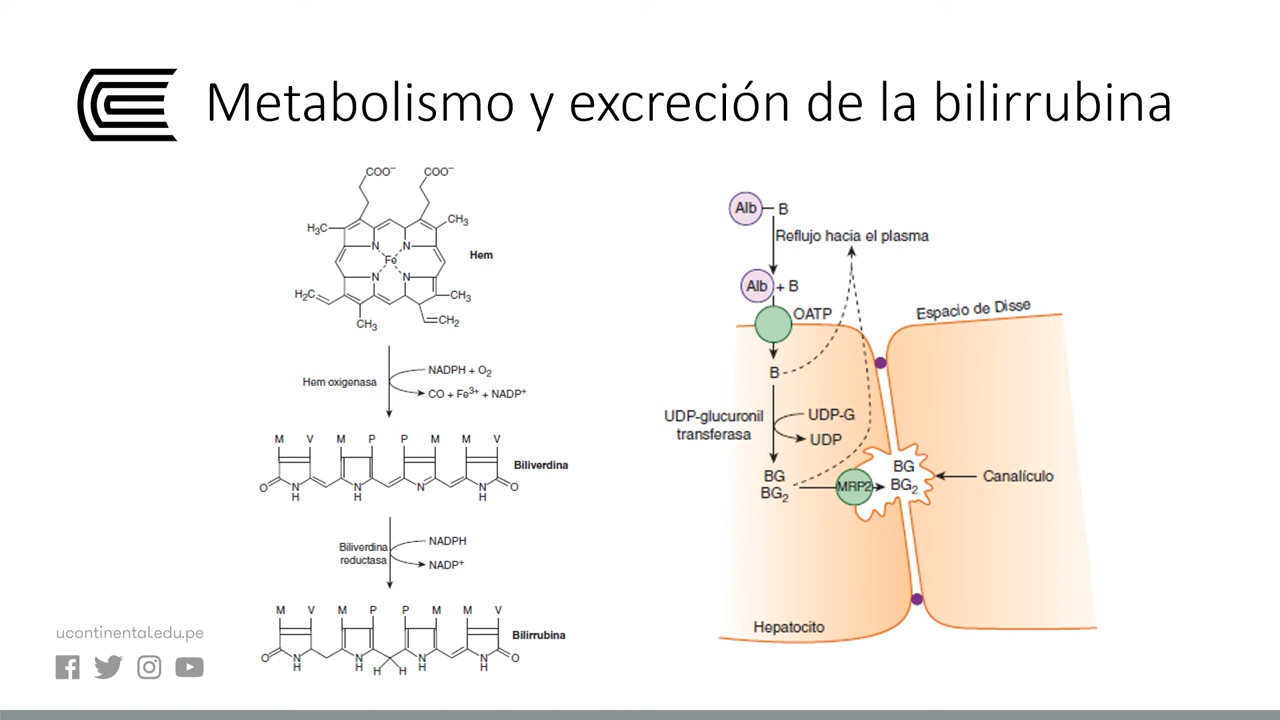 Metabolismo y excreción de la bilirrubina
COO⁻
COO⁻
H₃C
CH₃
N
N
Fe
N
N
Hem
H₂C
CH₃
CH₃
CH₂
Hem oxigenasa
NADPH + O₂
CO + Fe³⁺ + NADP⁺
M V M P P M M V
Biliverdina
O N H N H N N H O
Biliverdina
reductasa
NADPH
NADP⁺
M V M P P M M V
Bilirrubina
O N H N H H H N H N H O
Alb
B
Reflujo hacia el plasma
Alb + B
OATP
Espacio de Disse
B
UDP-glucuronil
transferasa
UDP-G
UDP
BG
BG₂
MRP2
BG
BG₂
Canalículo
Hepatocito
ucontinental.edu.pe